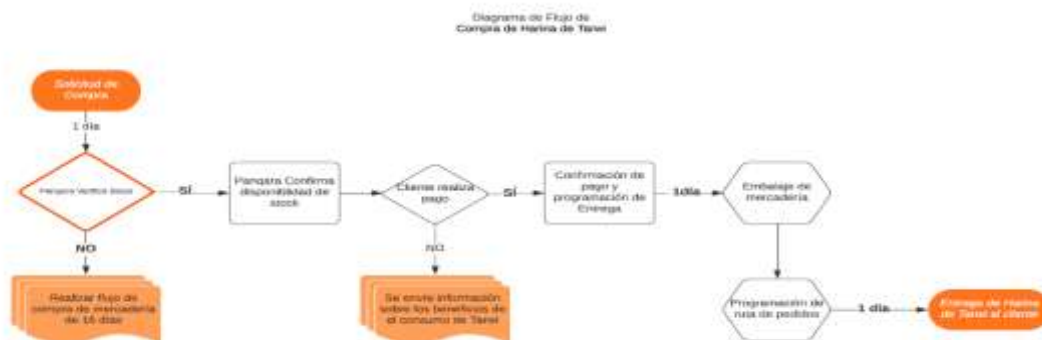 Diagrama de Flujo de
Compra de Harina de Tarwi
Solicitud de
Compra
1 día
Panqara Verifica Stock
SÍ
Panqara Confirma
disponibilidad de
stock
Cliente realiza
pago
SÍ
Confirmación de
pago y
programación de
Entrega
1día
Embalaje de
mercadería
NO
Realizar flujo de
compra de mercadería
de 15 días
NO
Se envía información
sobre los beneficios de
el consumo de Tarwi
Programación de
ruta de pedidos
1 día
Entrega de Harina
de Tarwi al cliente